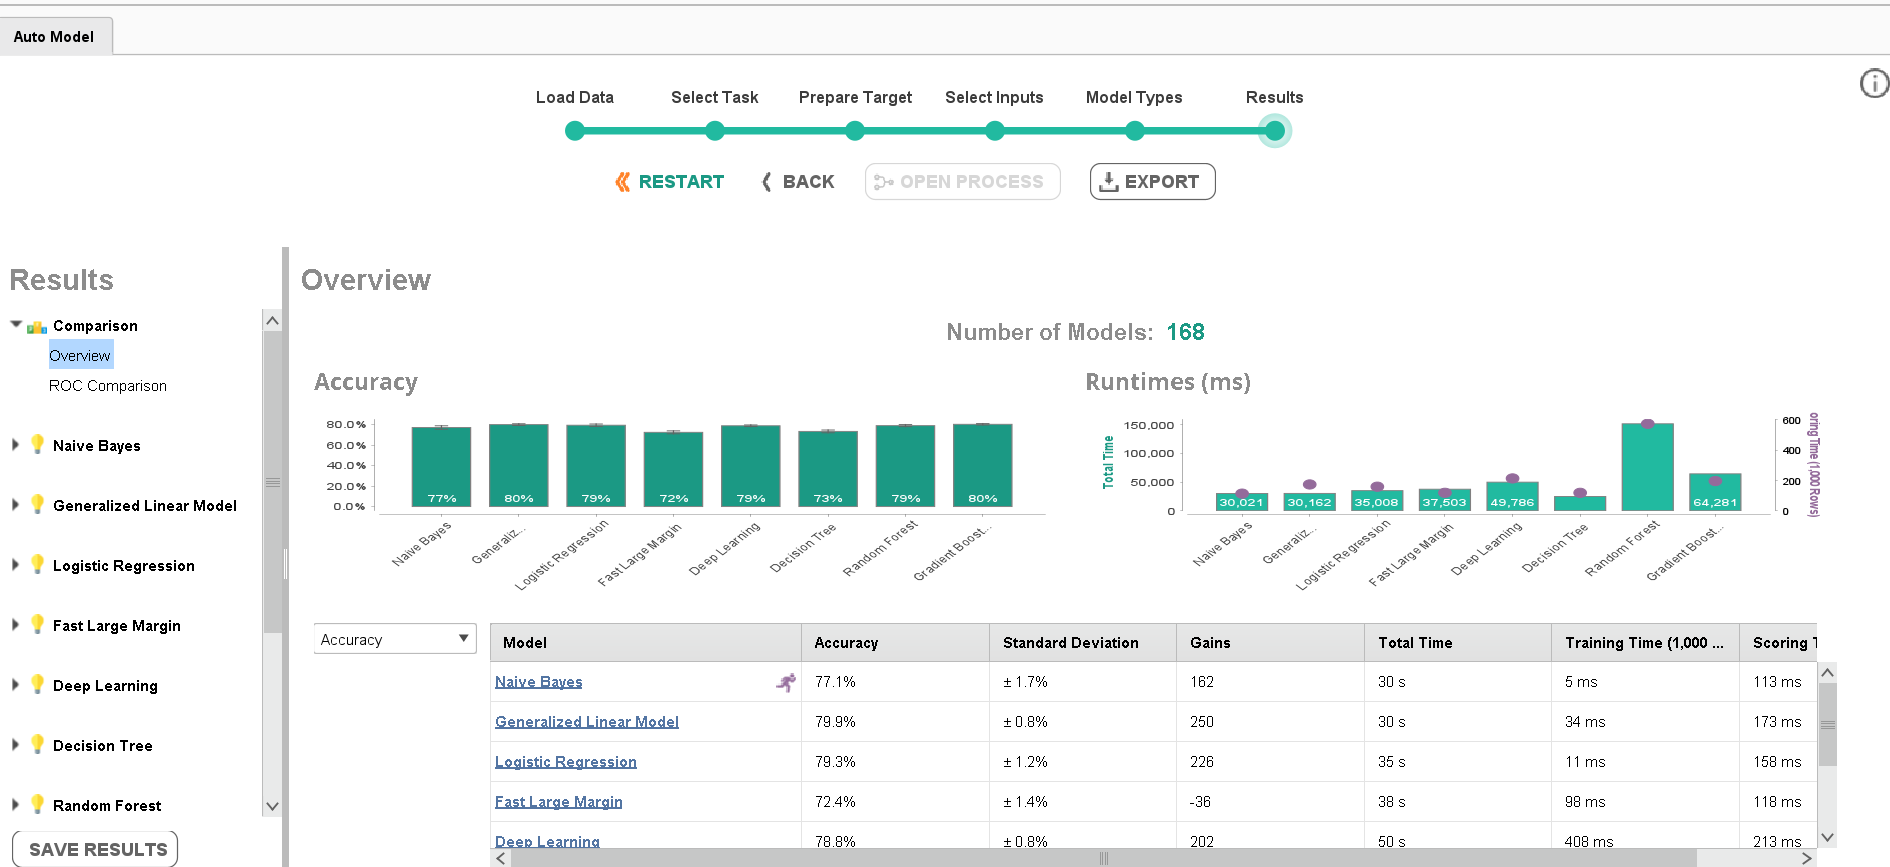 Auto Model
Load Data Select Task Prepare Target Select Inputs Model Types Results
RESTART BACK OPEN PROCESS EXPORT
Results
Comparison
Overview
ROC Comparison
Naive Bayes
Generalized Linear Model
Logistic Regression
Fast Large Margin
Deep Learning
Decision Tree
Random Forest
SAVE RESULTS
Overview
Number of Models: 168
Accuracy
80.0%
60.0%
40.0%
20.0%
0.0%
77% 80% 79% 72% 79% 73% 79% 80%
Naive Bayes Generaliz... Logistic Regression Fast Large Margin Deep Learning Decision Tree Random Forest Gradient Boost...
Runtimes (ms)
Total Time
150,000
100,000
50,000
0
30,021 30,162 35,008 37,503 49,786 64,281
600
400
200
0
oring Time (1,000 Rows)
Naive Bayes Generaliz... Logistic Regression Fast Large Margin Deep Learning Decision Tree Random Forest Gradient Boost...
Accuracy
Model Accuracy Standard Deviation Gains Total Time Training Time (1,000 ... Scoring T
Naive Bayes 77.1% ± 1.7% 162 30 s 5 ms 113 ms
Generalized Linear Model 79.9% ± 0.8% 250 30 s 34 ms 173 ms
Logistic Regression 79.3% ± 1.2% 226 35 s 11 ms 158 ms
Fast Large Margin 72.4% ± 1.4% -36 38 s 98 ms 118 ms
Deep Learning 78.8% ± 0.8% 202 50 s 408 ms 213 ms